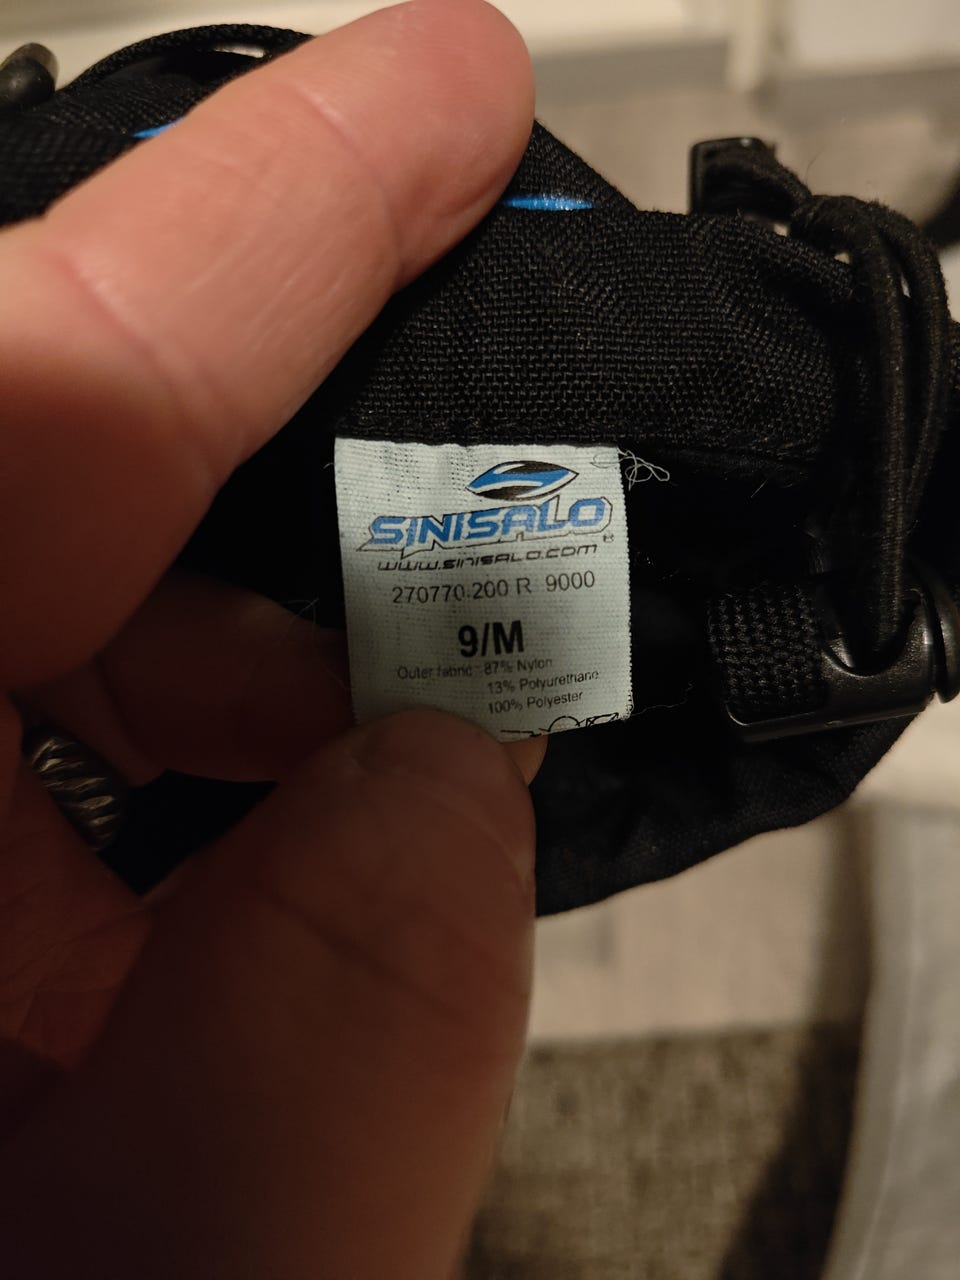 SINISALO
www.sinisalo.com
270770.200 R 9000
9/M
Outer fabric 87% Nylon
13% Polyurethane
100% Polyester